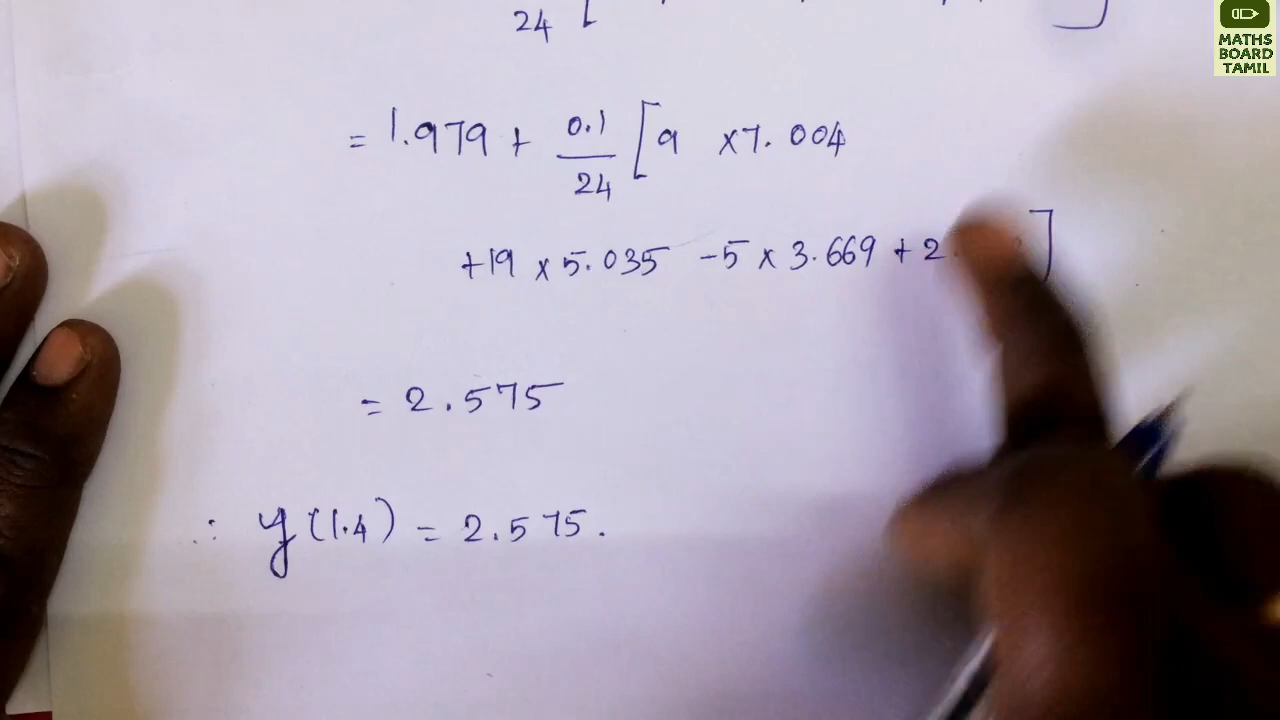 24 [ ]
= 1.979 + 0.1/24 [9 ×7.004
+19 × 5.035 -5 × 3.669 + 2. ]
= 2.575
∴ y(1.4) = 2.575.
MATHS
BOARD
TAMIL